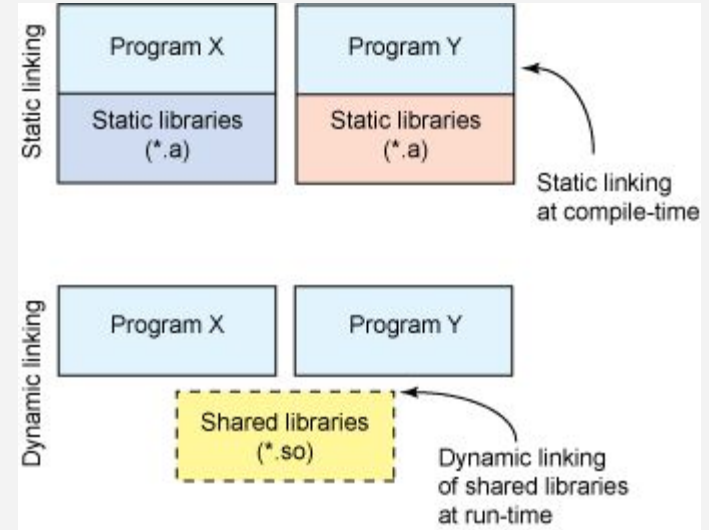 Static linking
Program X
Program Y
Static libraries
(*.a)
Static libraries
(*.a)
Static linking
at compile-time
Dynamic linking
Program X
Program Y
Shared libraries
(*.so)
Dynamic linking
of shared libraries
at run-time